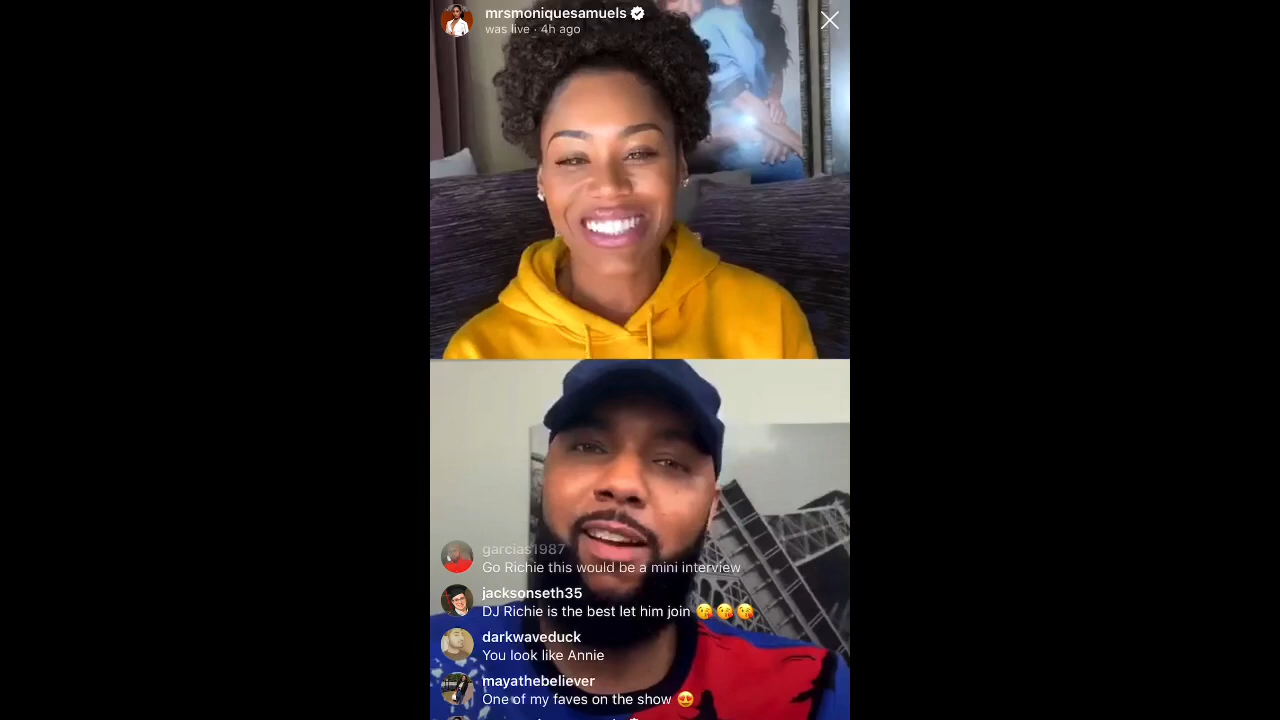 mrsmoniquesamuels
was live · 4h ago
garcias1987
Go Richie this would be a mini interview
jacksonseth35
DJ Richie is the best let him join 😘😘😘
darkwaveduck
You look like Annie
mayathebeliever
One of my faves on the show 😍